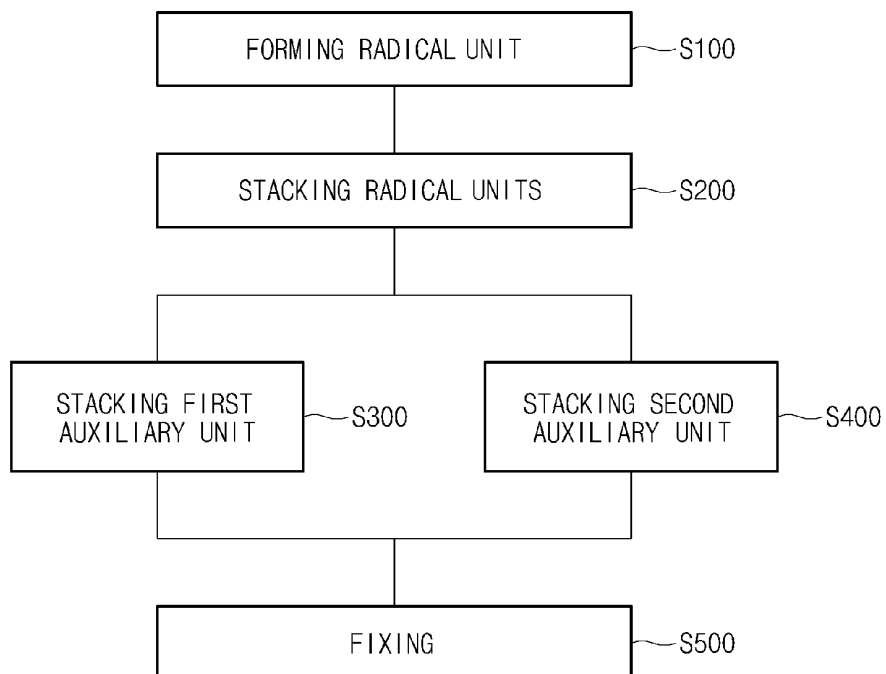 FORMING RADICAL UNIT
S100
STACKING RADICAL UNITS
S200
STACKING FIRST
AUXILIARY UNIT
S300
STACKING SECOND
AUXILIARY UNIT
S400
FIXING
S500